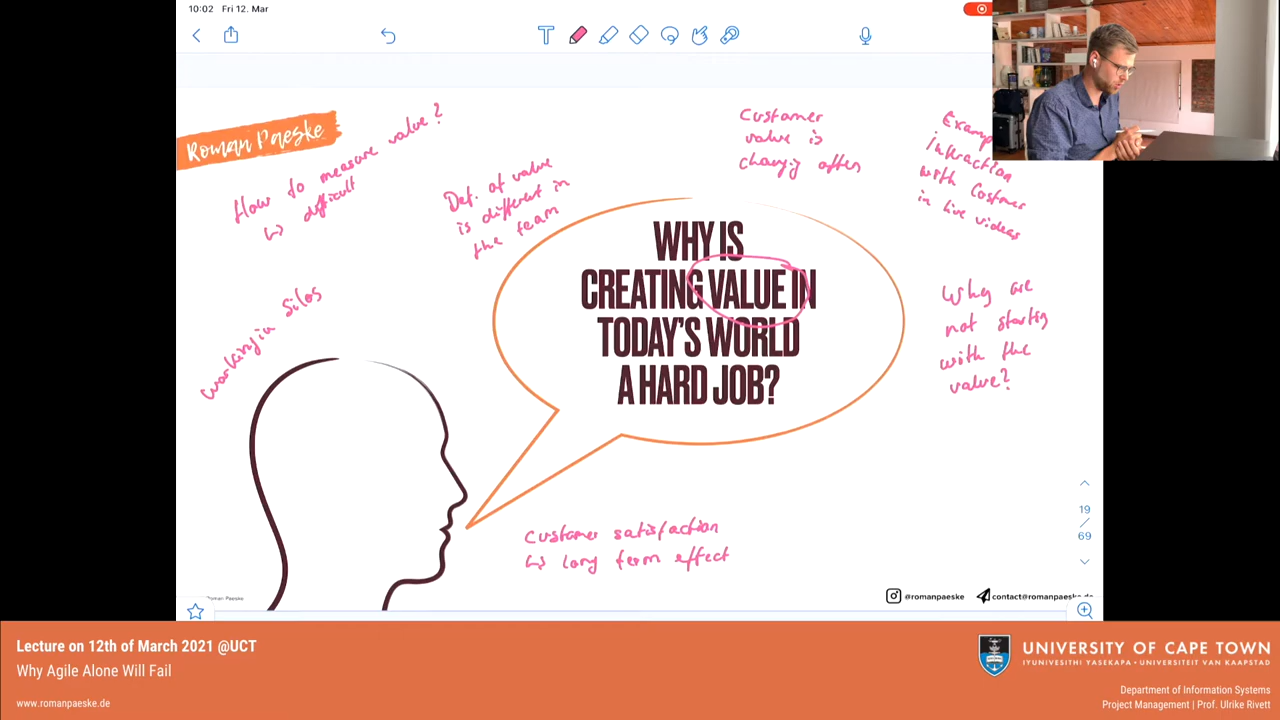 10:02 Fri 12. Mar
Roman Paeske
How to measure value?
↳ difficult
Def. of value
is different in
the team
Customer
value is
changig often
Examp
intraction
with Costumer
in live videos
working in Silos
WHY IS
CREATING VALUE IN
TODAY'S WORLD
A HARD JOB?
Why are
not starting
with the
value?
Customer satisfaction
↳ long term effect
19
/
69
Roman Paeske
@romanpaeske
contact@romanpaeske.de
Lecture on 12th of March 2021 @UCT
Why Agile Alone Will Fail
www.romanpaeske.de
UNIVERSITY OF CAPE TOWN
IYUNIVESITHI YASEKAPA • UNIVERSITEIT VAN KAAPSTAD
Department of Information Systems
Project Management | Prof. Ulrike Rivett